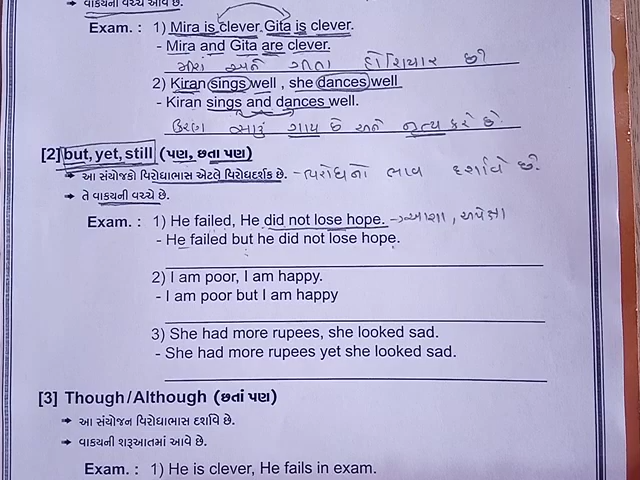 ➔ વાકયની વચ્ચે આવે છે.
Exam. : 1) Mira is clever. Gita is clever.
- Mira and Gita are clever.
મીરાં અને ગીતા હોશિયાર છે
2) Kiran sings well , she dances well
- Kiran sings and dances well.
કિરણ સારું ગાય છે અને નૃત્ય કરે છે.
[2] but, yet, still (પણ, છતા પણ)
➔ આ સંયોજકો વિરોધાભાસ એટલે વિરોધદર્શક છે. - વિરોધનો ભાવ દર્શાવે છે.
➔ તે વાકયની વચ્ચે છે.
Exam. : 1) He failed, He did not lose hope. → આશા, અપેક્ષા
- He failed but he did not lose hope.
2) I am poor, I am happy.
- I am poor but I am happy
3) She had more rupees, she looked sad.
- She had more rupees yet she looked sad.
[3] Though/Although (છતાં પણ)
➔ આ સંયોજન વિરોધાભાસ દર્શાવે છે.
➔ વાકયની શરૂઆતમાં આવે છે.
Exam. : 1) He is clever, He fails in exam.